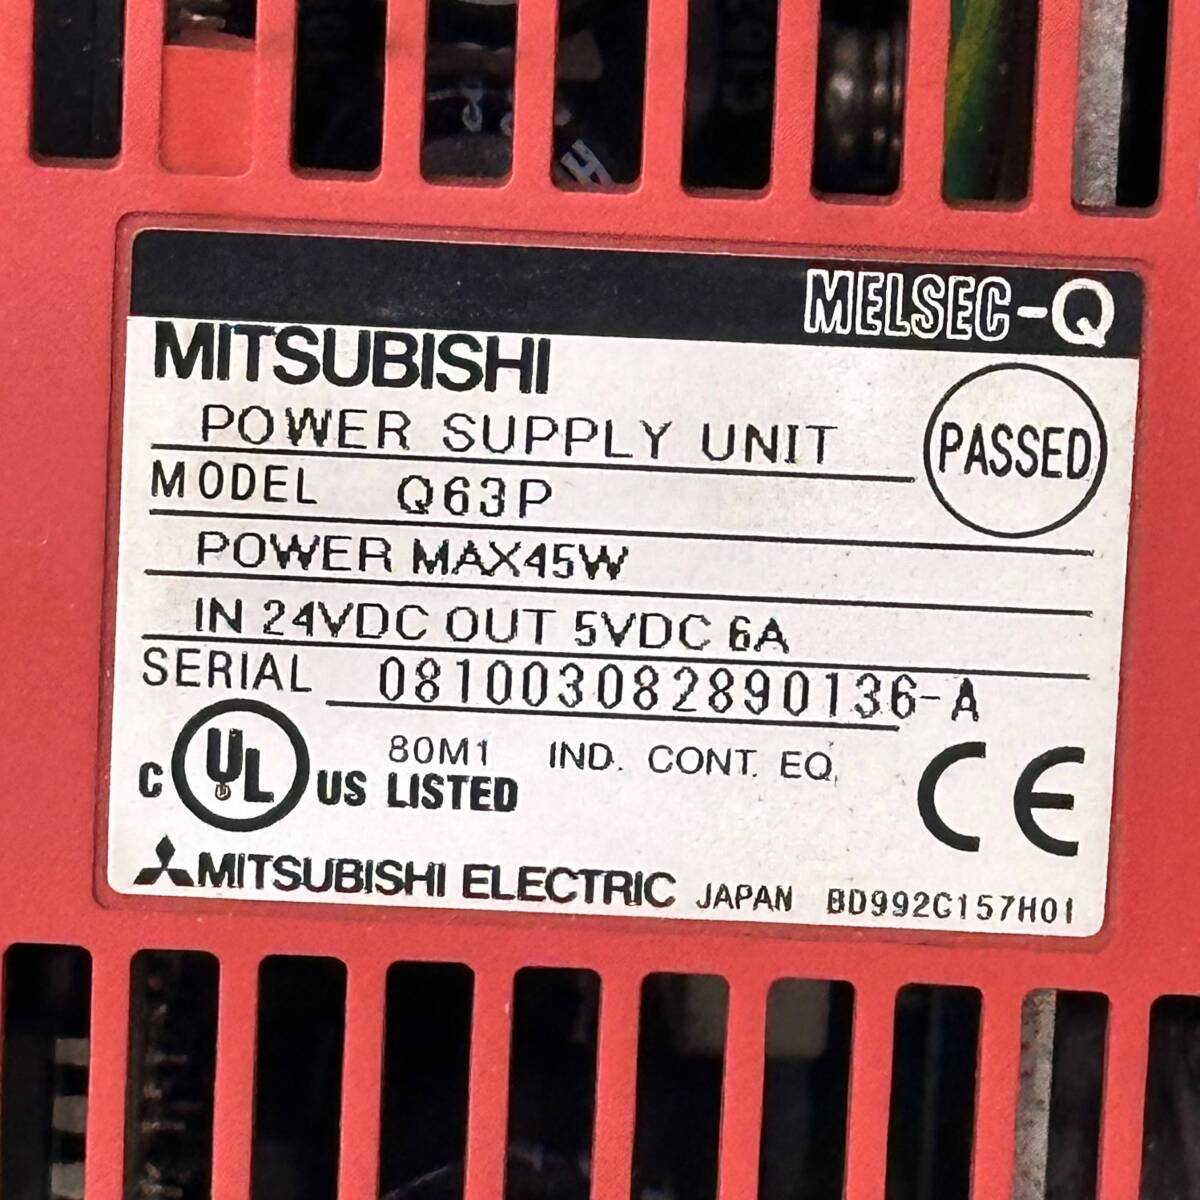 MELSEC-Q
MITSUBISHI
POWER SUPPLY UNIT
PASSED
MODEL Q63P
POWER MAX45W
IN 24VDC OUT 5VDC 6A
SERIAL 081003082890136-A
80M1 IND. CONT. EQ.
C UL US LISTED
CE
MITSUBISHI ELECTRIC JAPAN BD992C157H01